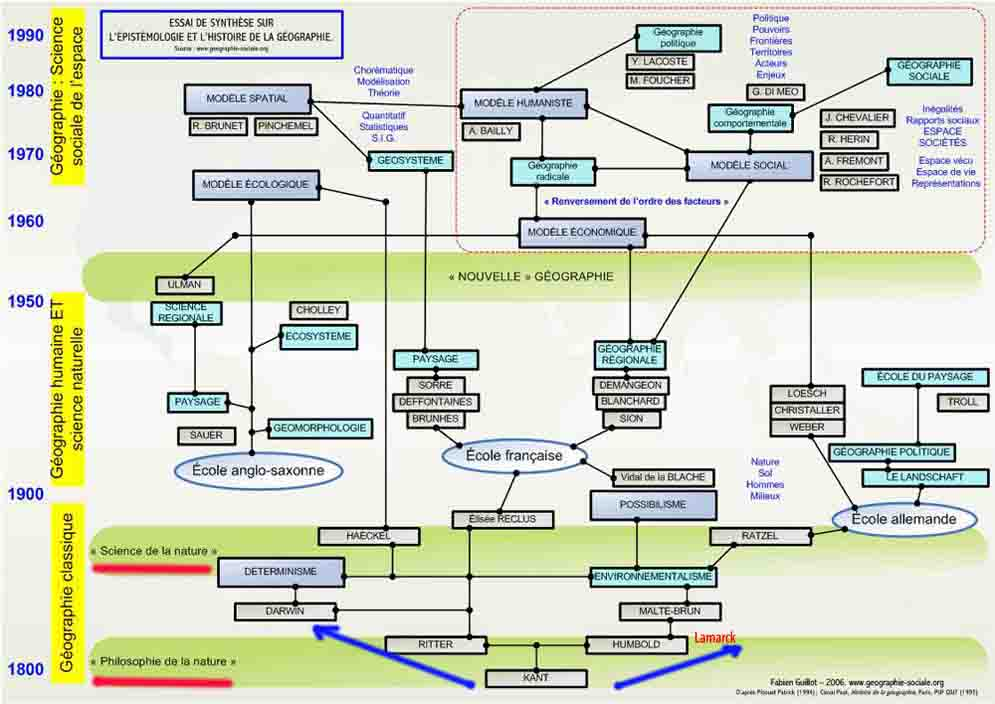 ESSAI DE SYNTHÈSE SUR
L'ÉPISTÉMOLOGIE ET L'HISTOIRE DE LA GÉOGRAPHIE.
Source : www.geographie-sociale.org
1990
1980
1970
1960
1950
1900
1800
Géographie : Science
sociale de l'espace
Géographie humaine ET
science naturelle
Géographie classique
Politique
Pouvoirs
Frontières
Territoires
Acteurs
Enjeux
Géographie
politique
Y. LACOSTE
M. FOUCHER
GÉOGRAPHIE
SOCIALE
Chorématique
Modélisation
Théorie
Quantitatif
Statistiques
S.I.G.
MODÈLE SPATIAL
R. BRUNET
PINCHEMEL
MODÈLE HUMANISTE
A. BAILLY
G. DI MEO
Géographie
comportementale
J. CHEVALIER
R. HERIN
A. FREMONT
R. ROCHEFORT
Inégalités
Rapports sociaux
ESPACE
SOCIÉTÉS
Espace vécu
Espace de vie
Représentations
GÉOSYSTEME
Géographie
radicale
MODÈLE SOCIAL
MODÈLE ÉCOLOGIQUE
« Renversement de l'ordre des facteurs »
MODÈLE ÉCONOMIQUE
« NOUVELLE » GÉOGRAPHIE
ULMAN
SCIENCE
REGIONALE
CHOLLEY
ECOSYSTEME
PAYSAGE
SAUER
GEOMORPHOLOGIE
École anglo-saxonne
PAYSAGE
SORRE
DEFFONTAINES
BRUNHES
GÉOGRAPHIE
RÉGIONALE
DEMANGEON
BLANCHARD
SION
École française
Vidal de la BLACHE
ÉCOLE DU PAYSAGE
TROLL
LOESCH
CHRISTALLER
WEBER
GÉOGRAPHIE POLITIQUE
LE LANDSCHAFT
École allemande
Nature
Sol
Hommes
Milieux
POSSIBILISME
Élisée RECLUS
HAECKEL
RATZEL
« Science de la nature »
DETERMINISME
ENVIRONNEMENTALISME
DARWIN
MALTE-BRUN
RITTER
HUMBOLD
Lamarck
« Philosophie de la nature »
KANT
Fabien Guillot – 2006. www.geographie-sociale.org